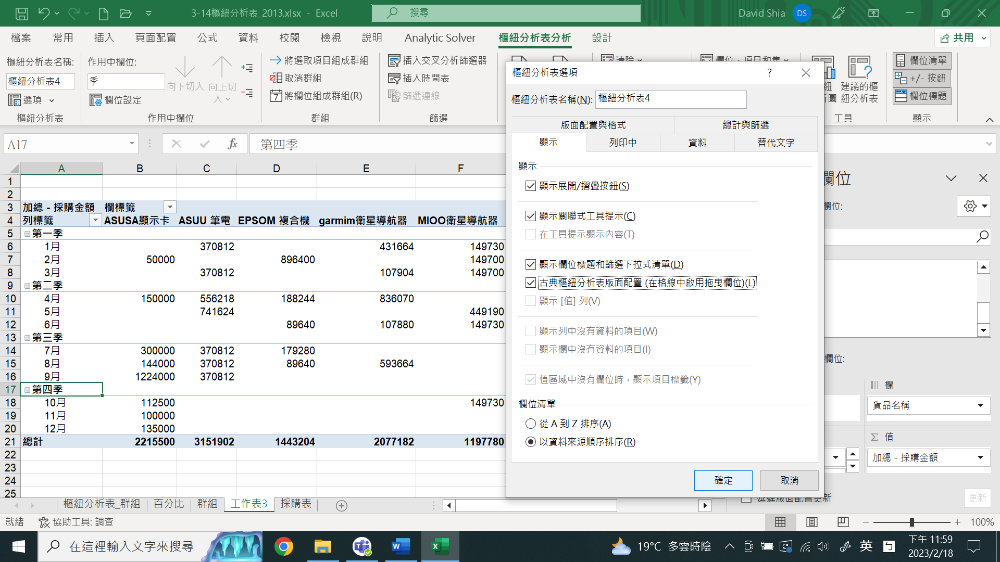 3-14樞紐分析表_2013.xlsx - Excel
搜尋
David Shia DS
檔案 常用 插入 頁面配置 公式 資料 校閱 檢視 說明 Analytic Solver 樞紐分析表分析 設計 共用
樞紐分析表名稱:
樞紐分析表4
選項
樞紐分析表
作用中欄位:
季
欄位設定
向下切入
向上切入
作用中欄位
將選取項目組成群組
取消群組
將欄位組成群組(R)
群組
插入交叉分析篩選器
插入時間表
篩選連線
篩選
建議的樞紐分析表
工具
欄位清單
+/- 按鈕
欄位標題
顯示
A17 fx 第四季
A B C D E F
1
2
3 加總 - 採購金額 欄標籤
4 列標籤 ASUSA顯示卡 ASUU 筆電 EPSOM 複合機 garmim衛星導航器 MIOO衛星導航器
5 第一季
6 1月 370812 431664 149730
7 2月 50000 896400 149700
8 3月 370812 107904 149700
9 第二季
10 4月 150000 556218 188244 836070
11 5月 741624 449190
12 6月 89640 107880 149730
13 第三季
14 7月 300000 370812 179280
15 8月 144000 370812 89640 593664
16 9月 1224000 370812
17 第四季
18 10月 112500 149730
19 11月 100000
20 12月 135000
21 總計 2215500 3151902 1443204 2077182 1197780
22
23
24
25
樞紐分析表選項 ?
樞紐分析表名稱(N): 樞紐分析表4
版面配置與格式 總計與篩選
顯示 列印中 資料 替代文字
顯示
顯示展開/摺疊按鈕(S)
顯示關聯式工具提示(C)
在工具提示顯示內容(T)
顯示欄位標題和篩選下拉式清單(D)
古典樞紐分析表版面配置 (在格線中啟用拖曳欄位)(L)
顯示 [值] 列(V)
顯示列中沒有資料的項目(W)
顯示欄中沒有資料的項目(I)
值區域中沒有欄位時，顯示項目標籤(Y)
欄位清單
從 A 到 Z 排序(A)
以資料來源順序排序(R)
確定 取消
欄位
欄位:
欄位:
欄
貨品名稱
Σ 值
加總 - 採購金額
延遲版面配置更新 更新
樞紐分析表_群組 百分比 群組 工作表3 採購表
就緒 協助工具: 調查 100%
在這裡輸入文字來搜尋
19°C 多雲時陰
英
下午 11:59
2023/2/18